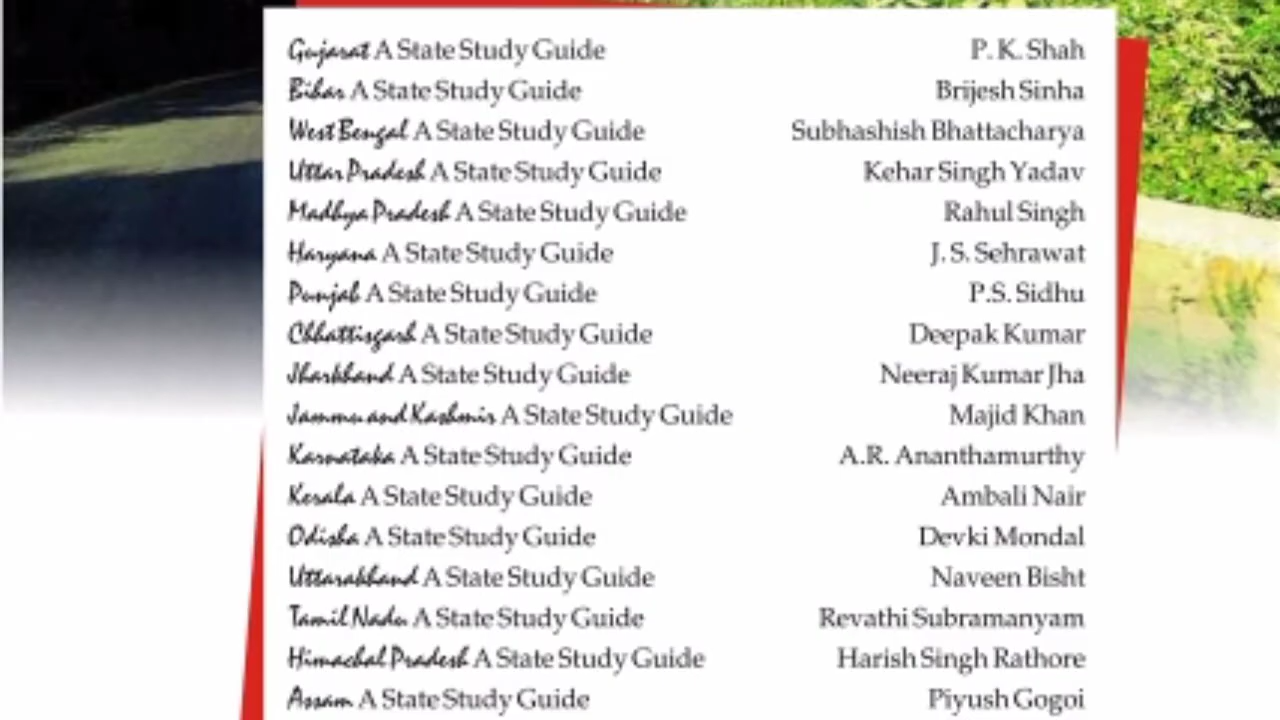 Gujarat A State Study Guide P. K. Shah
Bihar A State Study Guide Brijesh Sinha
West Bengal A State Study Guide Subhashish Bhattacharya
Uttar Pradesh A State Study Guide Kehar Singh Yadav
Madhya Pradesh A State Study Guide Rahul Singh
Haryana A State Study Guide J. S. Sehrawat
Punjab A State Study Guide P.S. Sidhu
Chhattisgarh A State Study Guide Deepak Kumar
Jharkhand A State Study Guide Neeraj Kumar Jha
Jammu and Kashmir A State Study Guide Majid Khan
Karnataka A State Study Guide A.R. Ananthamurthy
Kerala A State Study Guide Ambali Nair
Odisha A State Study Guide Devki Mondal
Uttarakhand A State Study Guide Naveen Bisht
Tamil Nadu A State Study Guide Revathi Subramanyam
Himachal Pradesh A State Study Guide Harish Singh Rathore
Assam A State Study Guide Piyush Gogoi